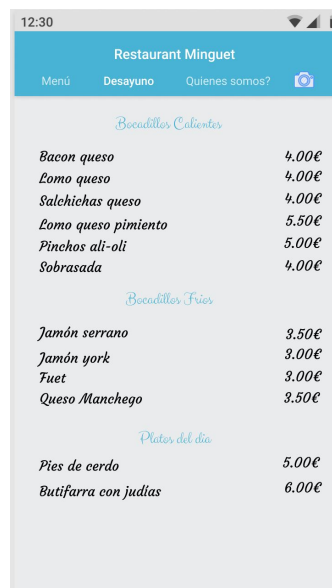 12:30
Restaurant Minguet
Menú Desayuno Quienes somos?
Bocadillos Calientes
Bacon queso 4.00€
Lomo queso 4.00€
Salchichas queso 4.00€
Lomo queso pimiento 5.50€
Pinchos ali-oli 5.00€
Sobrasada 4.00€
Bocadillos Frios
Jamón serrano 3.50€
Jamón york 3.00€
Fuet 3.00€
Queso Manchego 3.50€
Platos del dia
Pies de cerdo 5.00€
Butifarra con judías 6.00€